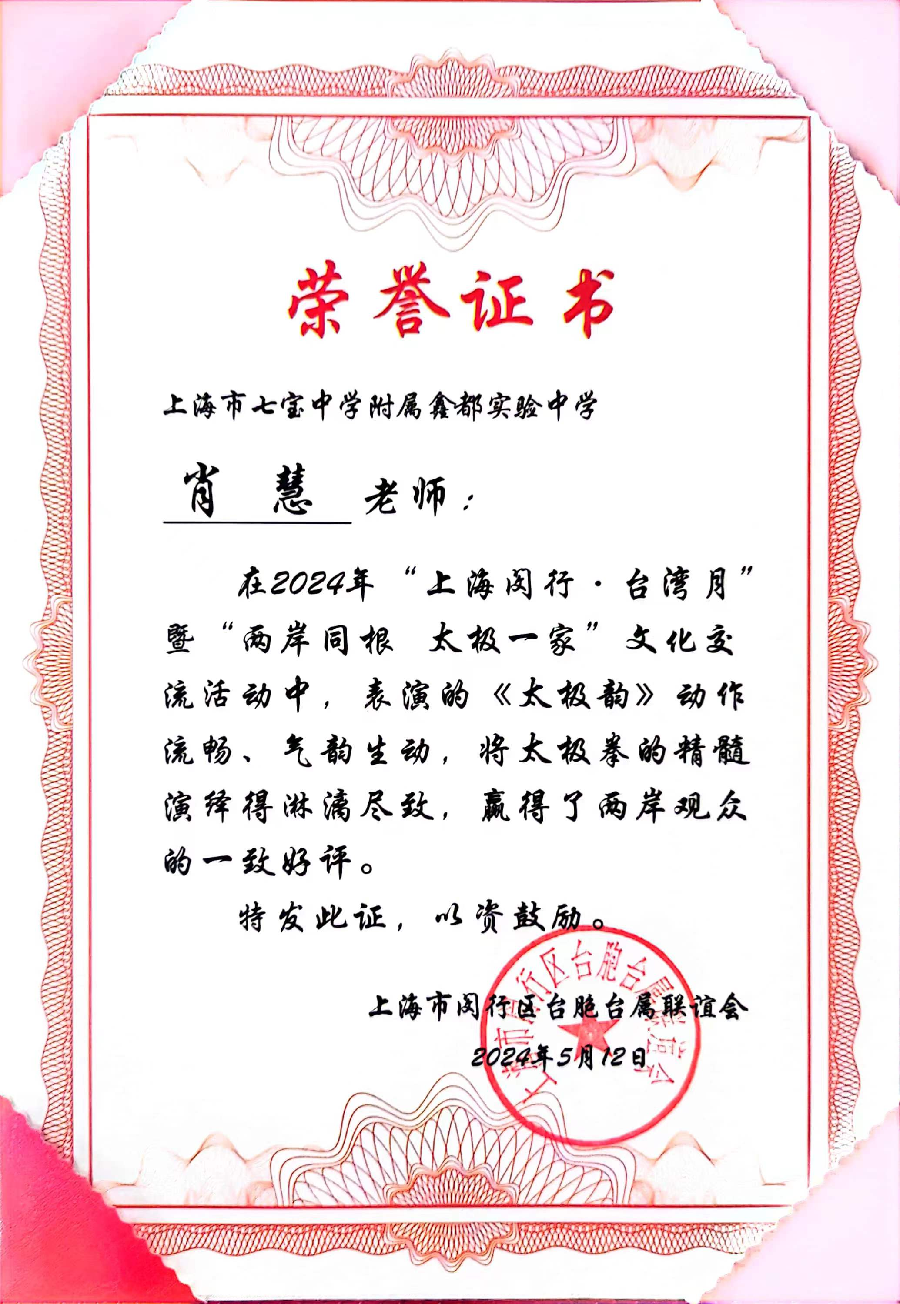 荣誉证书
上海市七宝中学附属鑫都实验中学
肖 慧 老师：
在2024年“上海闵行·台湾月”
暨“两岸同根 太极一家”文化交
流活动中，表演的《太极韵》动作
流畅、气韵生动，将太极拳的精髓
演绎得淋漓尽致，赢得了两岸观众
的一致好评。
特发此证，以资鼓励。
上海市闵行区台胞台属联谊会
2024年5月12日
上海市闵行区台胞台属联谊会